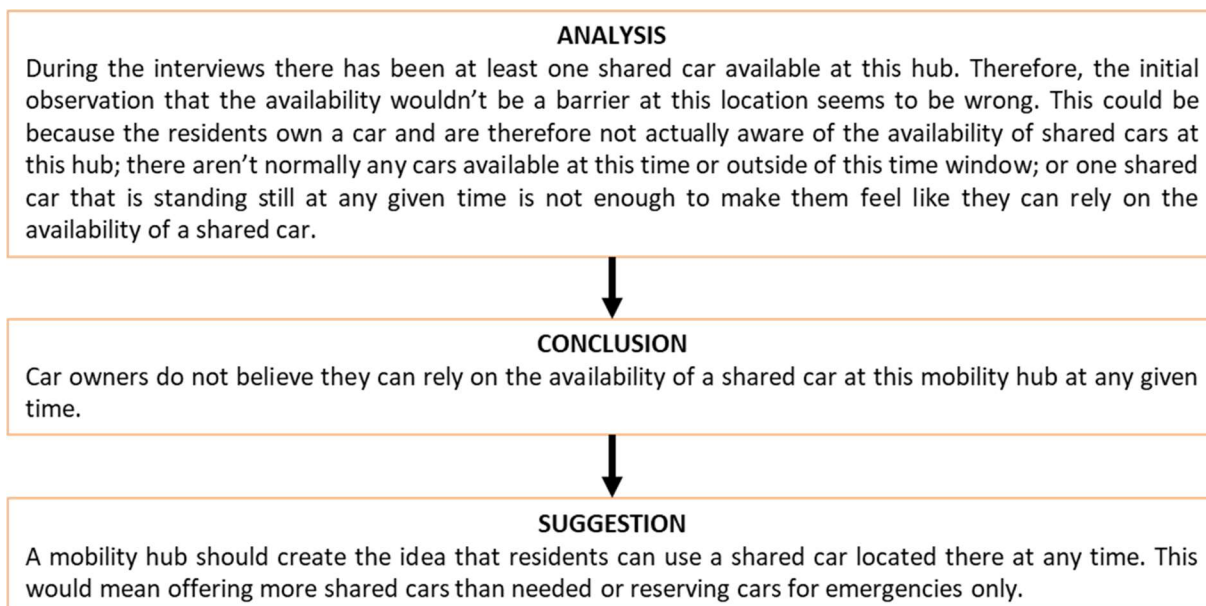 ANALYSIS
During the interviews there has been at least one shared car available at this hub. Therefore, the initial
observation that the availability wouldn’t be a barrier at this location seems to be wrong. This could be
because the residents own a car and are therefore not actually aware of the availability of shared cars at
this hub; there aren’t normally any cars available at this time or outside of this time window; or one shared
car that is standing still at any given time is not enough to make them feel like they can rely on the
availability of a shared car.
CONCLUSION
Car owners do not believe they can rely on the availability of a shared car at this mobility hub at any given
time.
SUGGESTION
A mobility hub should create the idea that residents can use a shared car located there at any time. This
would mean offering more shared cars than needed or reserving cars for emergencies only.